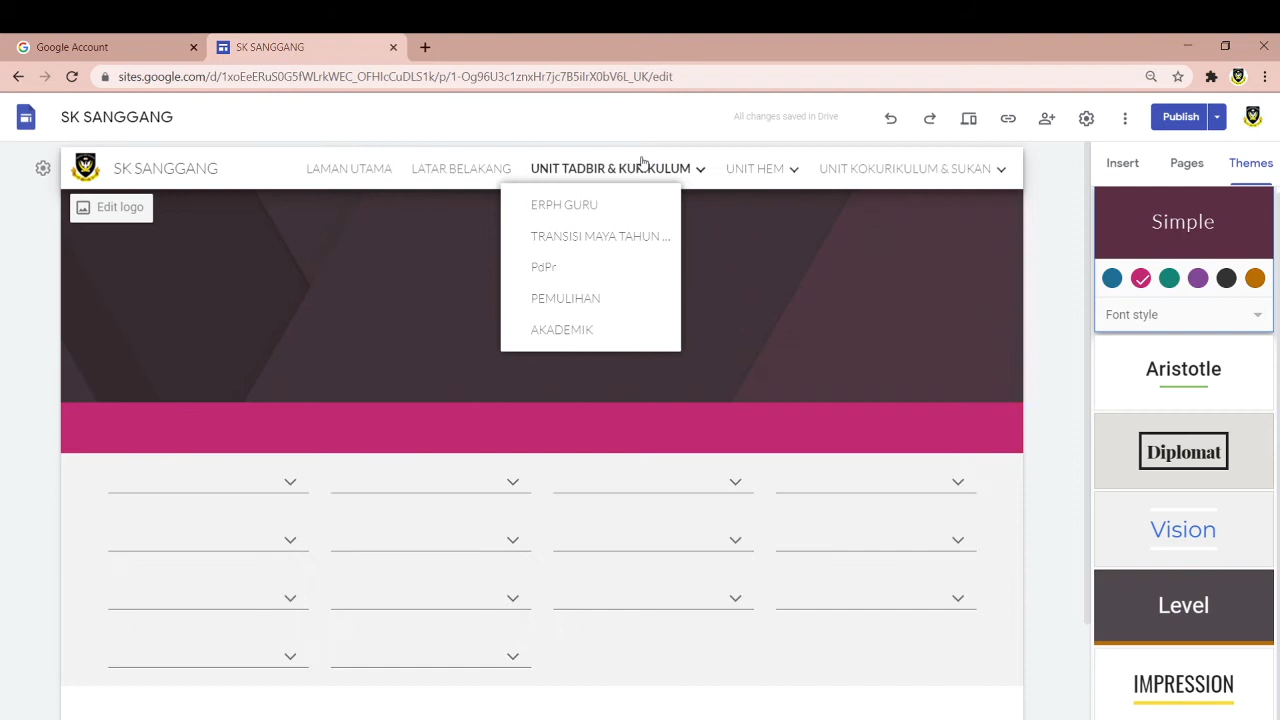 Google Account
SK SANGGANG
sites.google.com/d/1xoEeERuS0G5fWLrkWEC_OFHIcCuDLS1k/p/1-Og96U3c1znxHr7jc7B5iIrX0bV6L_UK/edit
SK SANGGANG
All changes saved in Drive
Publish
SK SANGGANG
LAMAN UTAMA
LATAR BELAKANG
UNIT TADBIR & KURIKULUM
UNIT HEM
UNIT KOKURIKULUM & SUKAN
Insert
Pages
Themes
Edit logo
ERPH GURU
TRANSISI MAYA TAHUN ...
PdPr
PEMULIHAN
AKADEMIK
Simple
Font style
Aristotle
Diplomat
Vision
Level
IMPRESSION